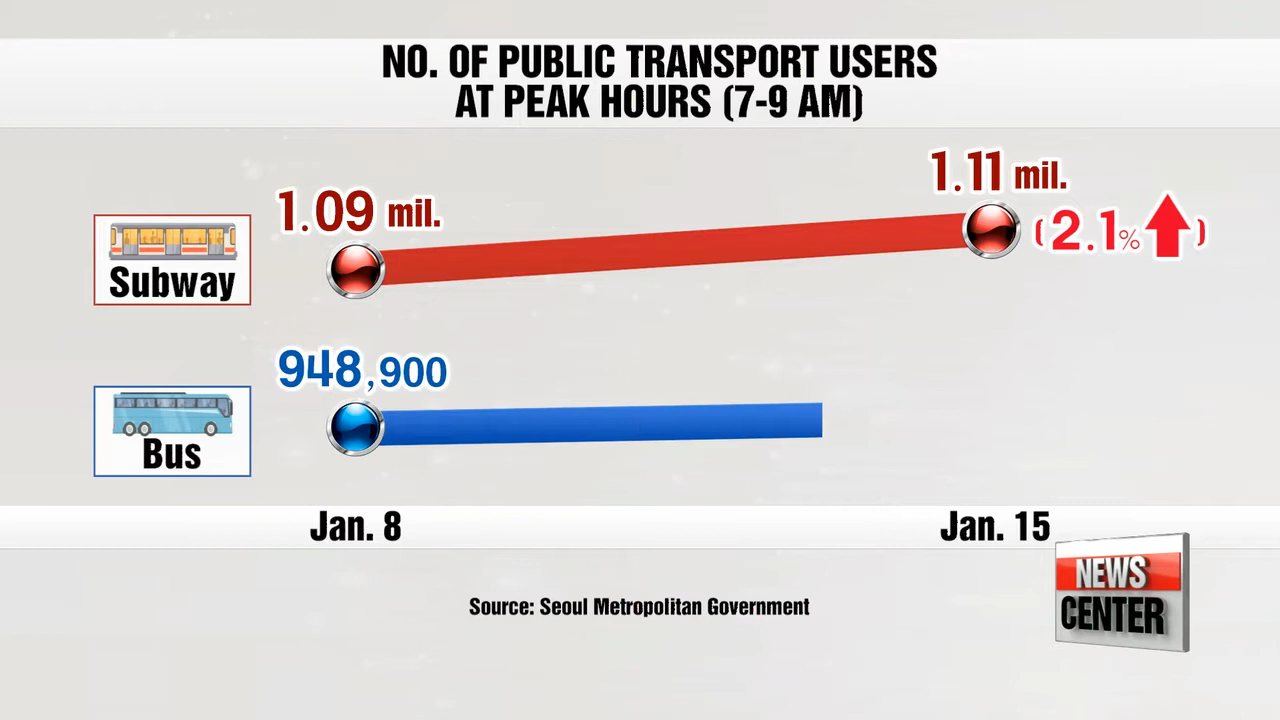 NO. OF PUBLIC TRANSPORT USERS
AT PEAK HOURS (7-9 AM)
1.11 mil.
1.09 mil.
(2.1%)
Subway
948,900
Bus
Jan. 8
Jan. 15
NEWS
CENTER
Source: Seoul Metropolitan Government